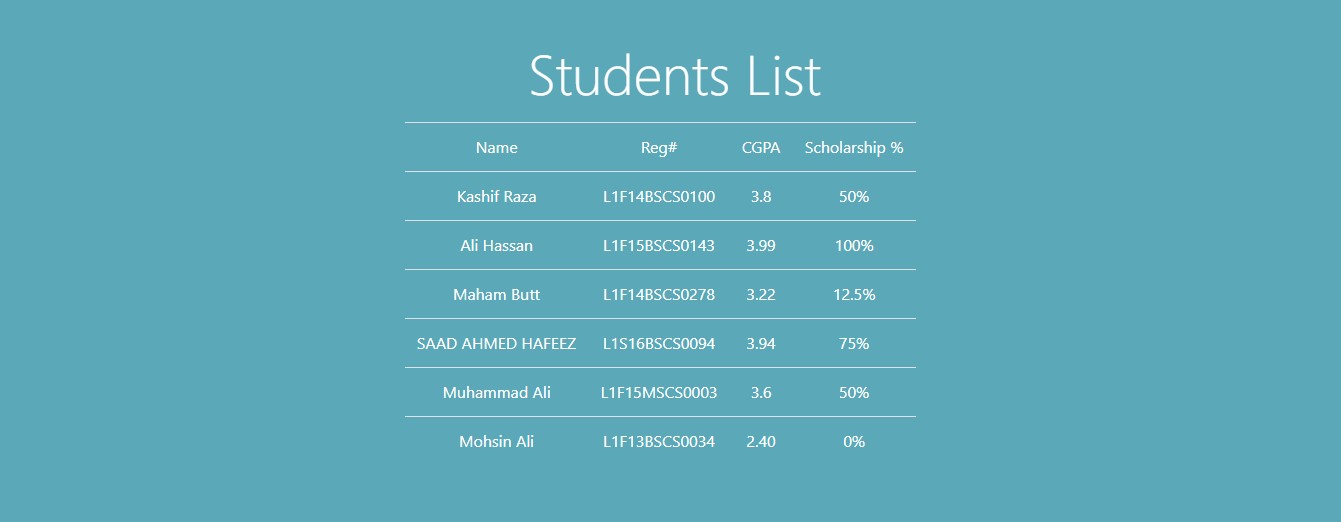 Students List
Name Reg# CGPA Scholarship %
Kashif Raza L1F14BSCS0100 3.8 50%
Ali Hassan L1F15BSCS0143 3.99 100%
Maham Butt L1F14BSCS0278 3.22 12.5%
SAAD AHMED HAFEEZ L1S16BSCS0094 3.94 75%
Muhammad Ali L1F15MSCS0003 3.6 50%
Mohsin Ali L1F13BSCS0034 2.40 0%